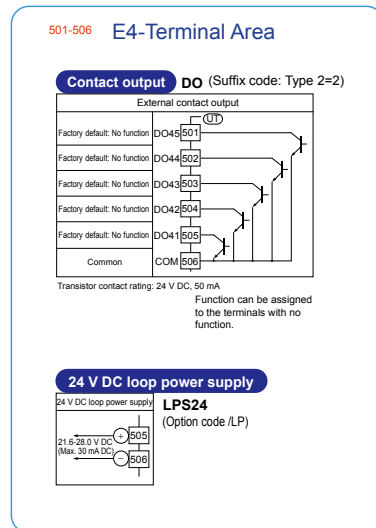 501-506 E4-Terminal Area
Contact output DO (Suffix code: Type 2=2)
External contact output
UT
Factory default: No function DO45 501
Factory default: No function DO44 502
Factory default: No function DO43 503
Factory default: No function DO42 504
Factory default: No function DO41 505
Common COM 506
Transistor contact rating: 24 V DC, 50 mA
Function can be assigned
to the terminals with no
function.
24 V DC loop power supply
24 V DC loop power supply LPS24
(Option code /LP)
21.6-28.0 V DC + 505
(Max. 30 mA DC) - 506